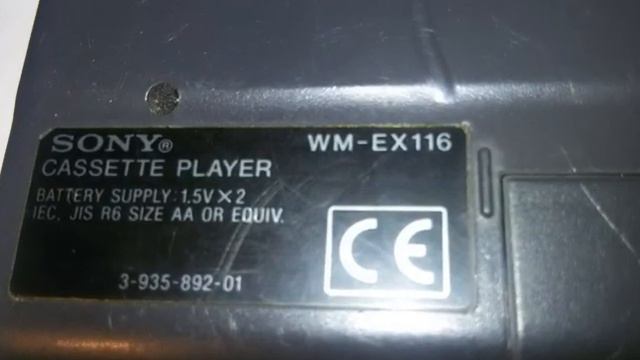 SONY® WM-EX116
CASSETTE PLAYER
BATTERY SUPPLY: 1.5V×2
IEC, JIS R6 SIZE AA OR EQUIV.
CE
3-935-892-01